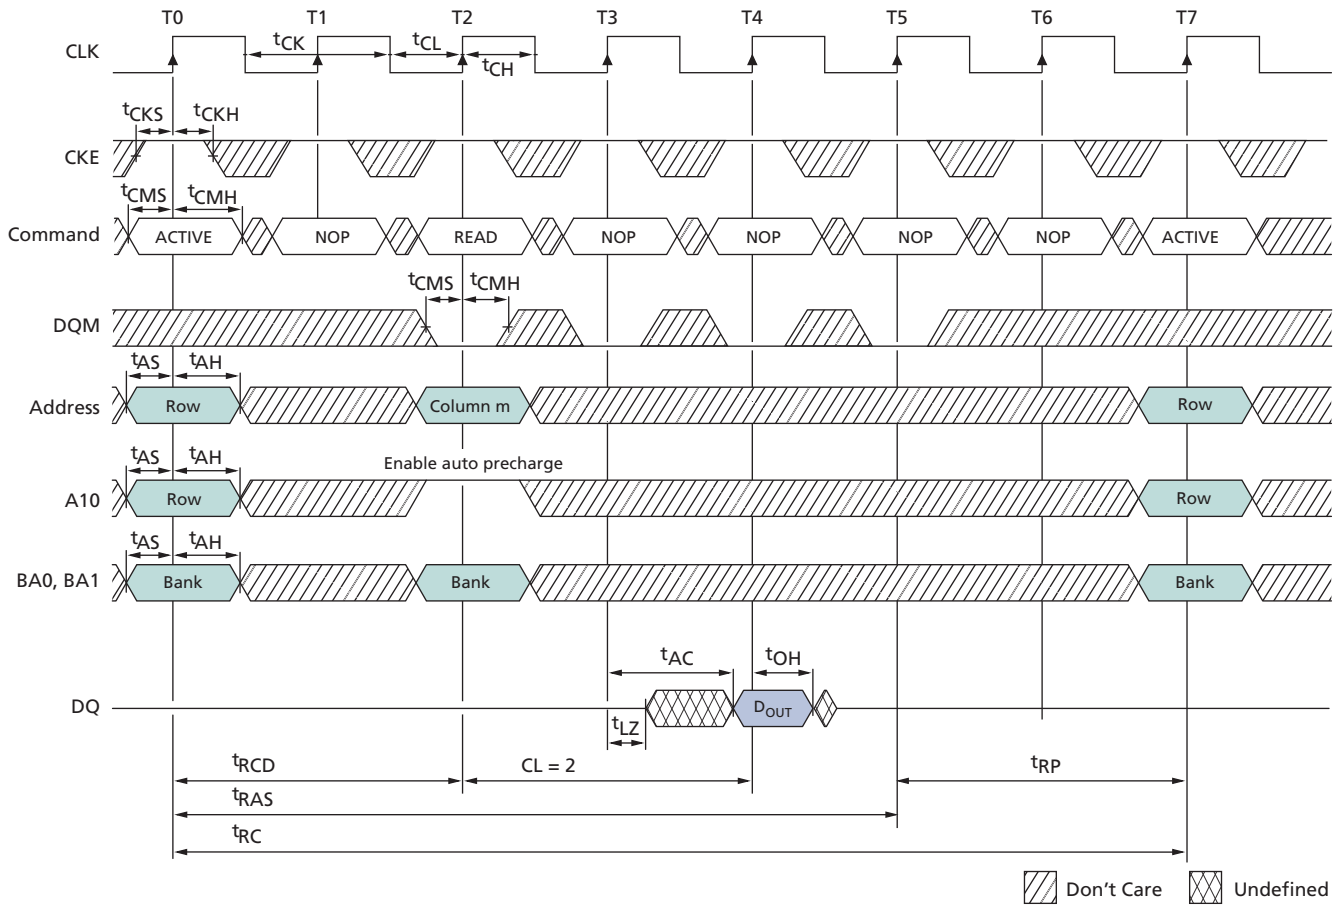 T0 T1 T2 T3 T4 T5 T6 T7
CLK
tCK tCL
tCH
tCKS tCKH
CKE
tCMS tCMH
Command ACTIVE NOP READ NOP NOP NOP NOP ACTIVE
tCMS tCMH
DQM
tAS tAH
Address Row Column m Row
tAS tAH Enable auto precharge
A10 Row Row
tAS tAH
BA0, BA1 Bank Bank Bank
tAC tOH
DQ DOUT
tLZ
tRCD CL = 2 tRP
tRAS
tRC
Don't Care Undefined